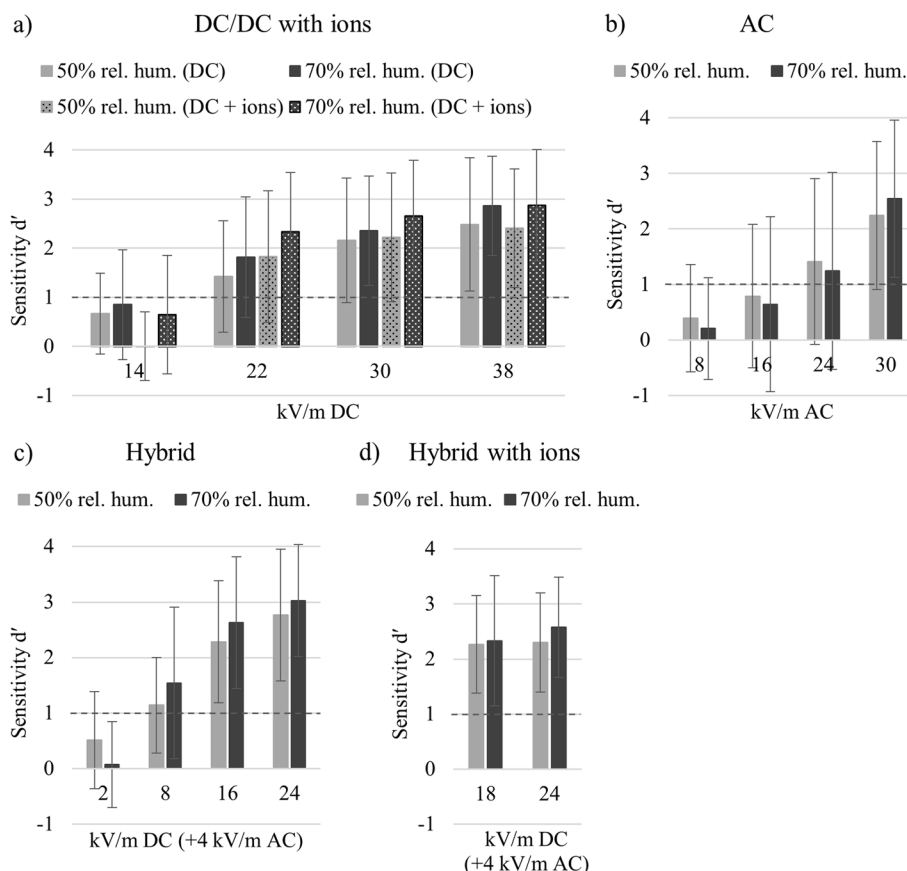 a) DC/DC with ions
50% rel. hum. (DC) 70% rel. hum. (DC)
50% rel. hum. (DC + ions) 70% rel. hum. (DC + ions)
4
3
2
1
0
-1
Sensitivity d′
14 22 30 38
kV/m DC
b) AC
50% rel. hum. 70% rel. hum.
4
3
2
1
0
-1
Sensitivity d′
8 16 24 30
kV/m AC
c) Hybrid
50% rel. hum. 70% rel. hum.
4
3
2
1
0
-1
Sensitivity d′
2 8 16 24
kV/m DC (+4 kV/m AC)
d) Hybrid with ions
50% rel. hum. 70% rel. hum.
4
3
2
1
0
-1
Sensitivity d′
18 24
kV/m DC
(+4 kV/m AC)